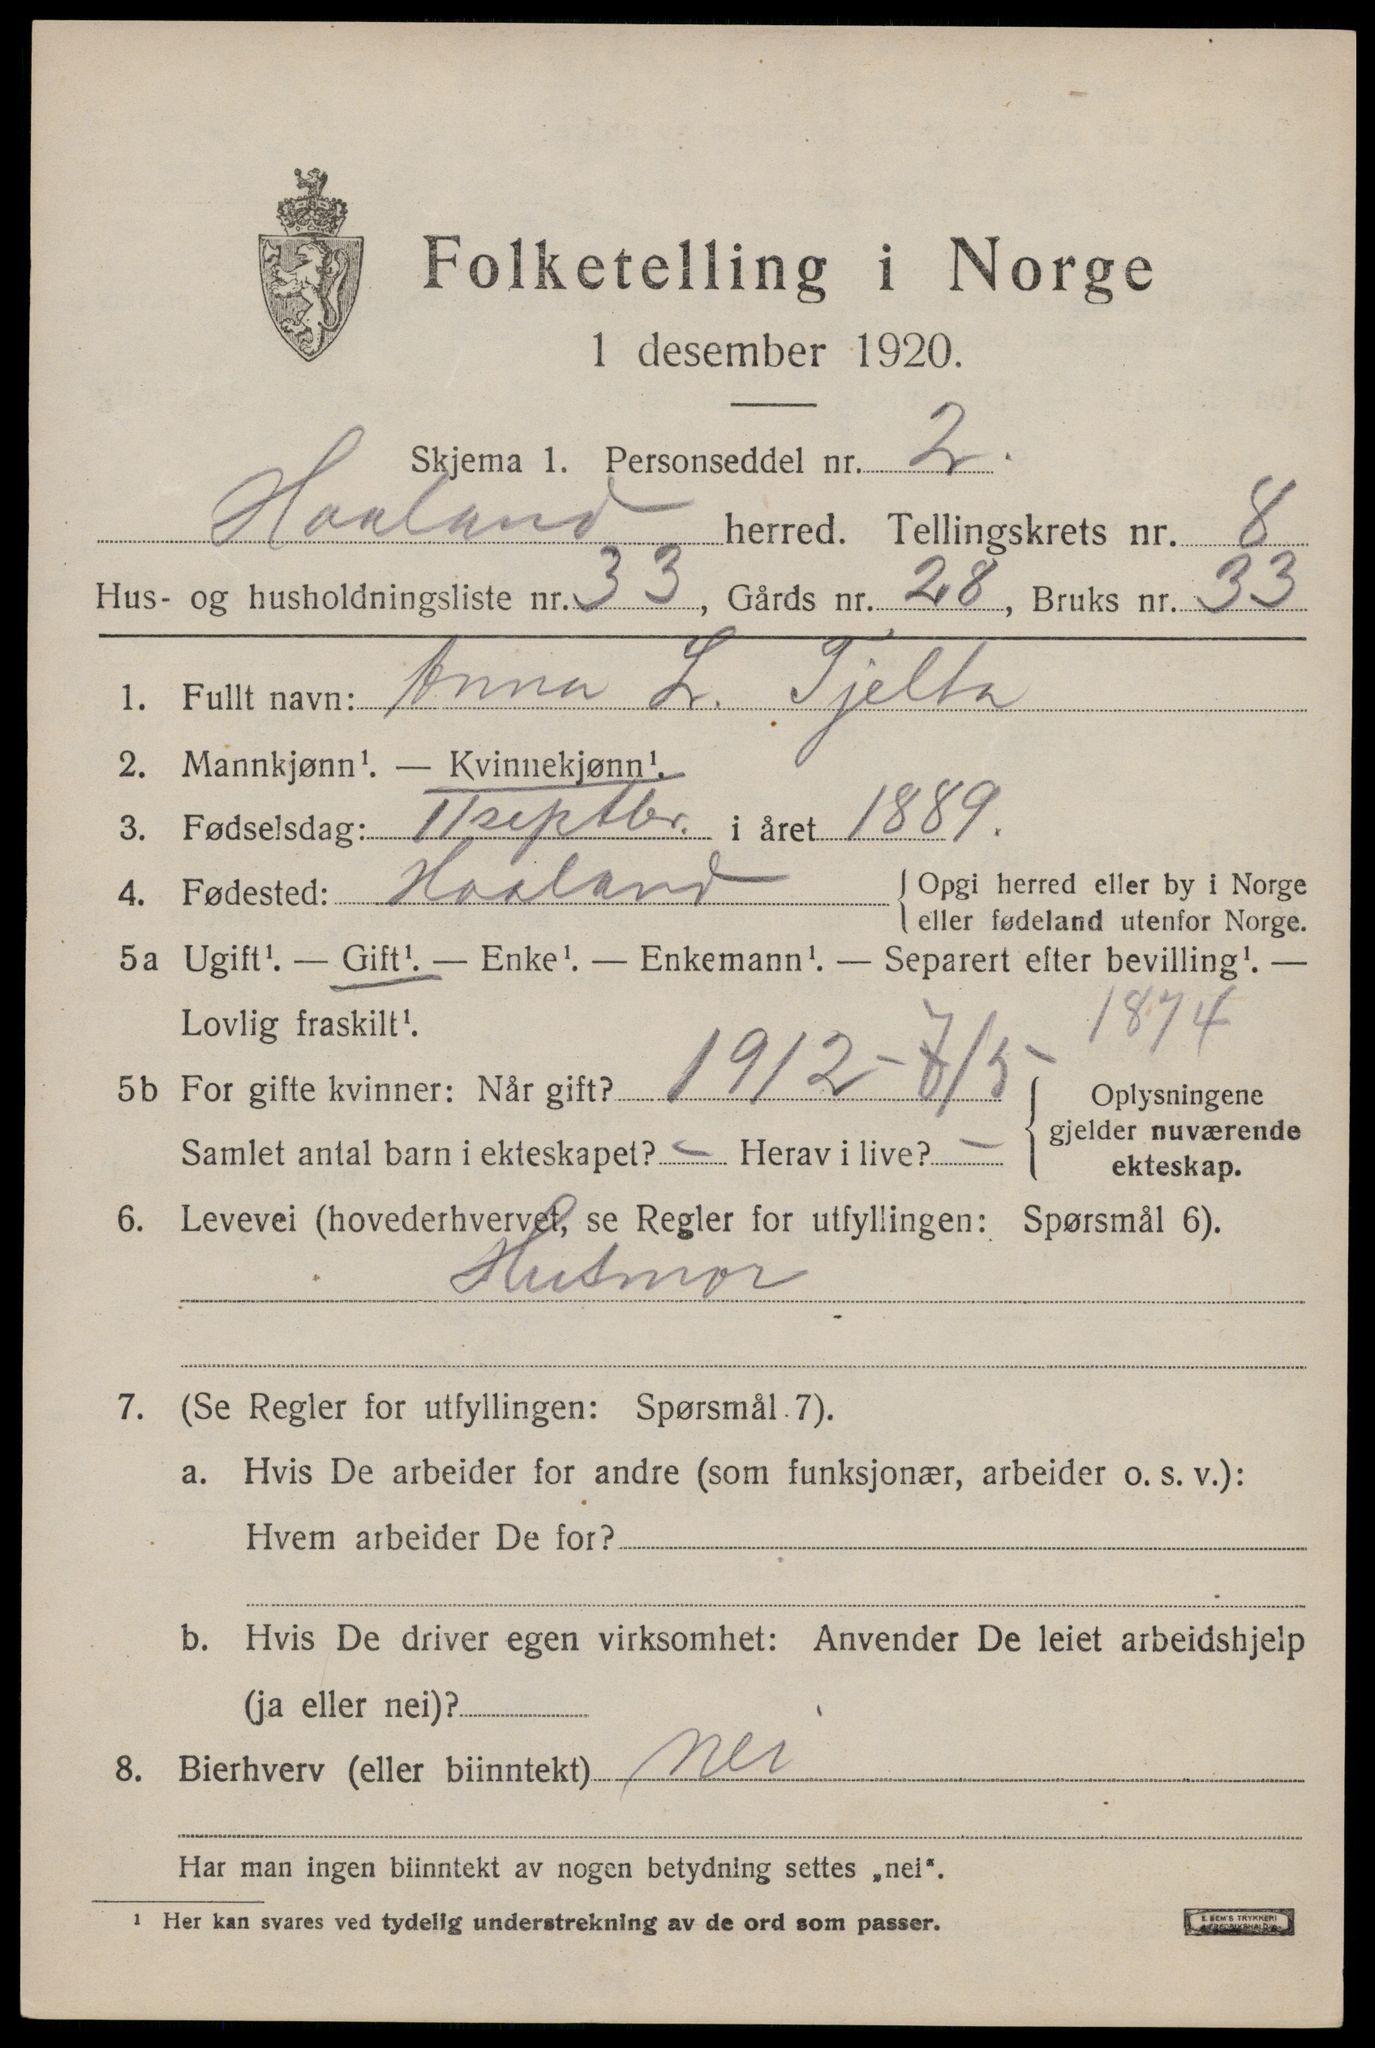 Folketelling i Norge
1 desember 1920.
Skjema 1. Personseddel nr. 2.
Haaland herred. Tellingskrets nr. 8
Hus- og husholdningsliste nr. 33, Gårds nr. 28, Bruks nr. 33
1. Fullt navn: Anna L. Tjelta
2. Mannkjønn¹. — Kvinnekjønn¹.
3. Fødselsdag: 11 septbr. i året 1889.
4. Fødested: Haaland { Opgi herred eller by i Norge
eller fødeland utenfor Norge.
5a Ugift¹. — Gift¹. — Enke¹. — Enkemann¹. — Separert efter bevilling¹. —
Lovlig fraskilt¹. 1874
5b For gifte kvinner: Når gift? 1912 - 7/5 - { Oplysningene
gjelder nuværende
Samlet antal barn i ekteskapet? - Herav i live? -
ekteskap.
6. Levevei (hovederhvervet, se Regler for utfyllingen: Spørsmål 6).
Husmor
7. (Se Regler for utfyllingen: Spørsmål 7).
a. Hvis De arbeider for andre (som funksjonær, arbeider o. s. v.):
Hvem arbeider De for?
b. Hvis De driver egen virksomhet: Anvender De leiet arbeidshjelp
(ja eller nei)?
8. Bierhverv (eller biinntekt) nei
Har man ingen biinntekt av nogen betydning settes „nei".
¹ Her kan svares ved tydelig understrekning av de ord som passer.
E. SEM'S TRYKKERI
FREDRIKSHALD